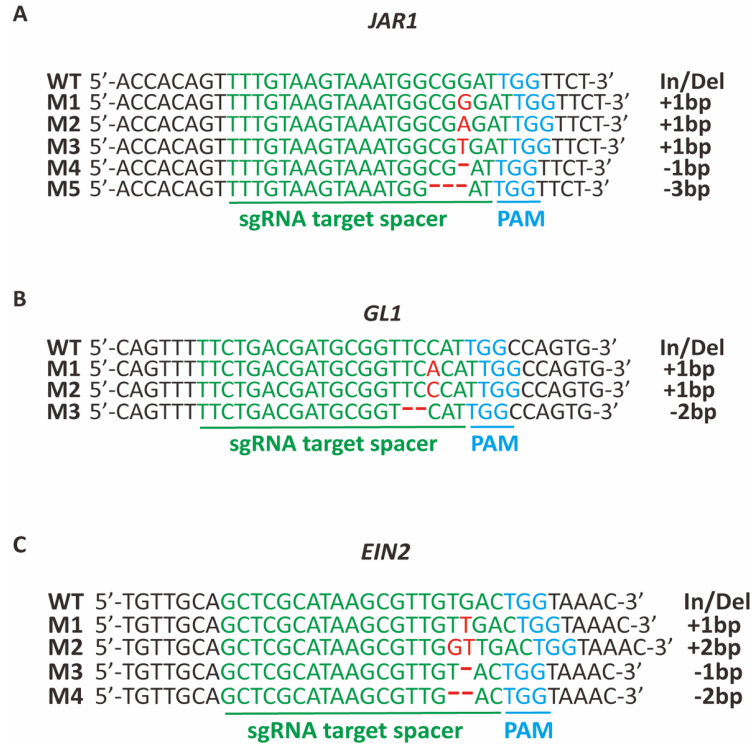 A
JAR1
WT 5’-ACCACAGTTTTGTAAGTAAATGGCGGATTGGTTCT-3’ In/Del
M1 5’-ACCACAGTTTTGTAAGTAAATGGCGGGATTGGTTCT-3’ +1bp
M2 5’-ACCACAGTTTTGTAAGTAAATGGCGAGATTGGTTCT-3’ +1bp
M3 5’-ACCACAGTTTTGTAAGTAAATGGCGTGATTGGTTCT-3’ +1bp
M4 5’-ACCACAGTTTTGTAAGTAAATGGCG-ATTGGTTCT-3’ -1bp
M5 5’-ACCACAGTTTTGTAAGTAAATGG---ATTGGTTCT-3’ -3bp
sgRNA target spacer PAM
B
GL1
WT 5’-CAGTTTTTCTGACGATGCGGTTCCATTGGCCAGTG-3’ In/Del
M1 5’-CAGTTTTTCTGACGATGCGGTTCACATTGGCCAGTG-3’ +1bp
M2 5’-CAGTTTTTCTGACGATGCGGTTCCCATTGGCCAGTG-3’ +1bp
M3 5’-CAGTTTTTCTGACGATGCGGT--CATTGGCCAGTG-3’ -2bp
sgRNA target spacer PAM
C
EIN2
WT 5’-TGTTGCAGCTCGCATAAGCGTTGTGACTGGTAAAC-3’ In/Del
M1 5’-TGTTGCAGCTCGCATAAGCGTTGTTGACTGGTAAAC-3’ +1bp
M2 5’-TGTTGCAGCTCGCATAAGCGTTGGTTGACTGGTAAAC-3’ +2bp
M3 5’-TGTTGCAGCTCGCATAAGCGTTGT-ACTGGTAAAC-3’ -1bp
M4 5’-TGTTGCAGCTCGCATAAGCGTTG--ACTGGTAAAC-3’ -2bp
sgRNA target spacer PAM